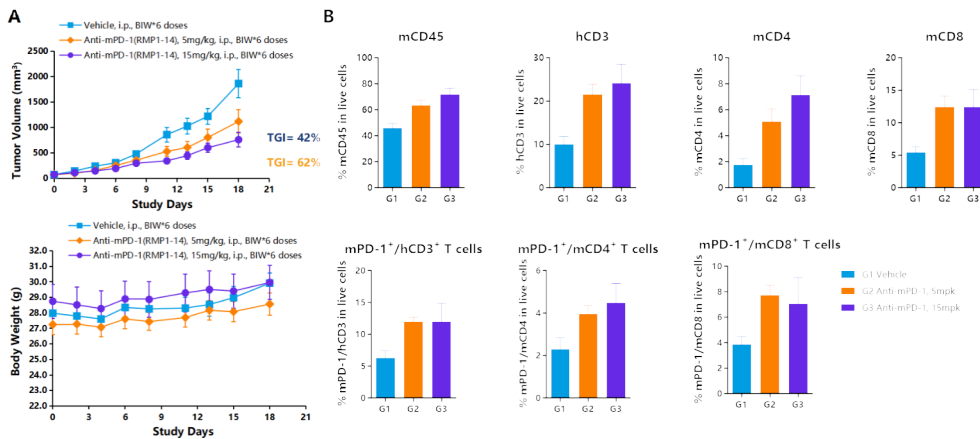 A
Vehicle, i.p., BIW*6 doses
Anti-mPD-1(RMP1-14), 5mg/kg, i.p., BIW*6 doses
Anti-mPD-1(RMP1-14), 15mg/kg, i.p., BIW*6 doses
Tumor Volume (mm³)
2500
2000
1500
1000
500
0
TGI= 42%
TGI= 62%
0 3 6 9 12 15 18 21
Study Days
Vehicle, i.p., BIW*6 doses
Anti-mPD-1(RMP1-14), 5mg/kg, i.p., BIW*6 doses
Anti-mPD-1(RMP1-14), 15mg/kg, i.p., BIW*6 doses
Body Weight (g)
32.0
31.0
30.0
29.0
28.0
27.0
26.0
25.0
24.0
23.0
22.0
0 3 6 9 12 15 18 21
Study Days
B
mCD45
% mCD45 in live cells
100
80
60
40
20
0
G1 G2 G3
hCD3
% hCD3 in live cells
30
20
10
0
G1 G2 G3
mCD4
% mCD4 in live cells
10
8
6
4
2
0
G1 G2 G3
mCD8
% mCD8 in live cells
20
15
10
5
0
G1 G2 G3
mPD-1⁺/hCD3⁺ T cells
% mPD-1/hCD3 in live cells
20
15
10
5
0
G1 G2 G3
mPD-1⁺/mCD4⁺ T cells
% mPD-1/mCD4 in live cells
6
4
2
0
G1 G2 G3
mPD-1⁺/mCD8⁺ T cells
% mPD-1/mCD8 in live cells
10
8
6
4
2
0
G1 G2 G3
G1 Vehicle
G2 Anti mPD-1, 5mpk
G3 Anti-mPD-1, 15mpk